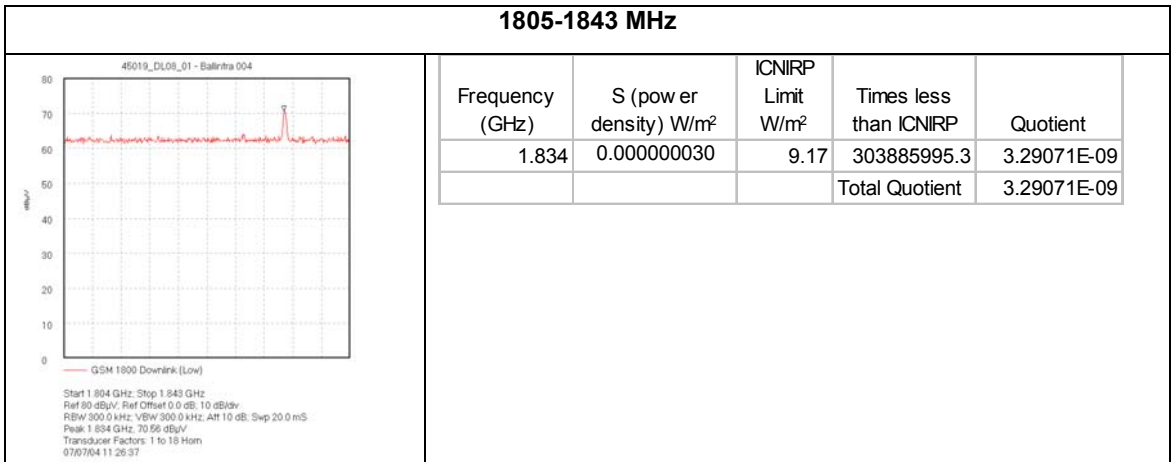 1805-1843 MHz
45019_DL08_01 - Ballintra 004
80
70
60
50
40
30
20
10
0
dBµV
GSM 1800 Downlink (Low)
Start 1.804 GHz; Stop 1.843 GHz
Ref 80 dBµV; Ref Offset 0.0 dB; 10 dB/div
RBW 300.0 kHz; VBW 300.0 kHz; Att 10 dB; Swp 20.0 mS
Peak 1.834 GHz, 70.56 dBµV
Transducer Factors: 1 to 18 Horn
07/07/04 11:26:37
Frequency (GHz) S (pow er density) W/m² ICNIRP Limit W/m² Times less than ICNIRP Quotient
1.834 0.000000030 9.17 303885995.3 3.29071E-09
Total Quotient 3.29071E-09